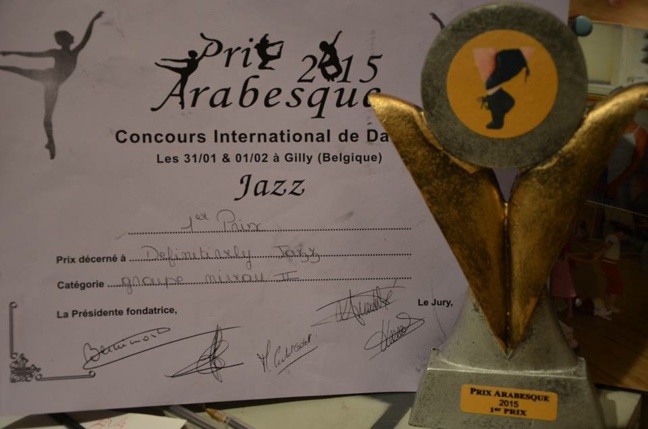 Prix 2015
Arabesque
Concours International de Da
Les 31/01 & 01/02 à Gilly (Belgique)
Jazz
1er Prix
Prix décerné à Definitively Jazz
Catégorie groupe niveau II
La Présidente fondatrice,
Le Jury,
PRIX ARABESQUE
2015
1ER PRIX